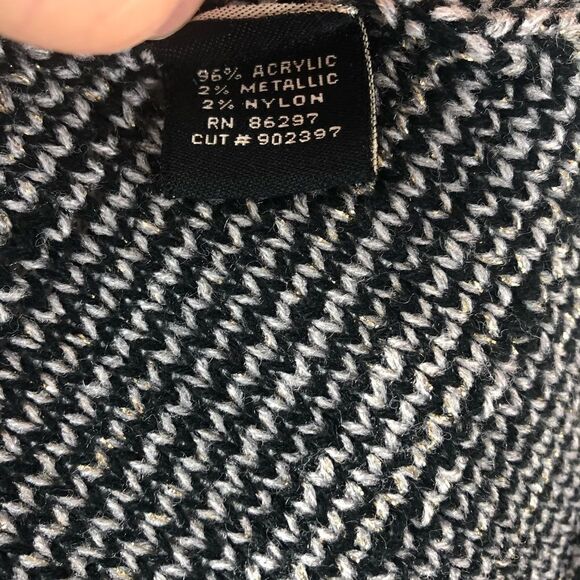 96% ACRYLIC
2% METALLIC
2% NYLON
RN 86297
CUT # 902397